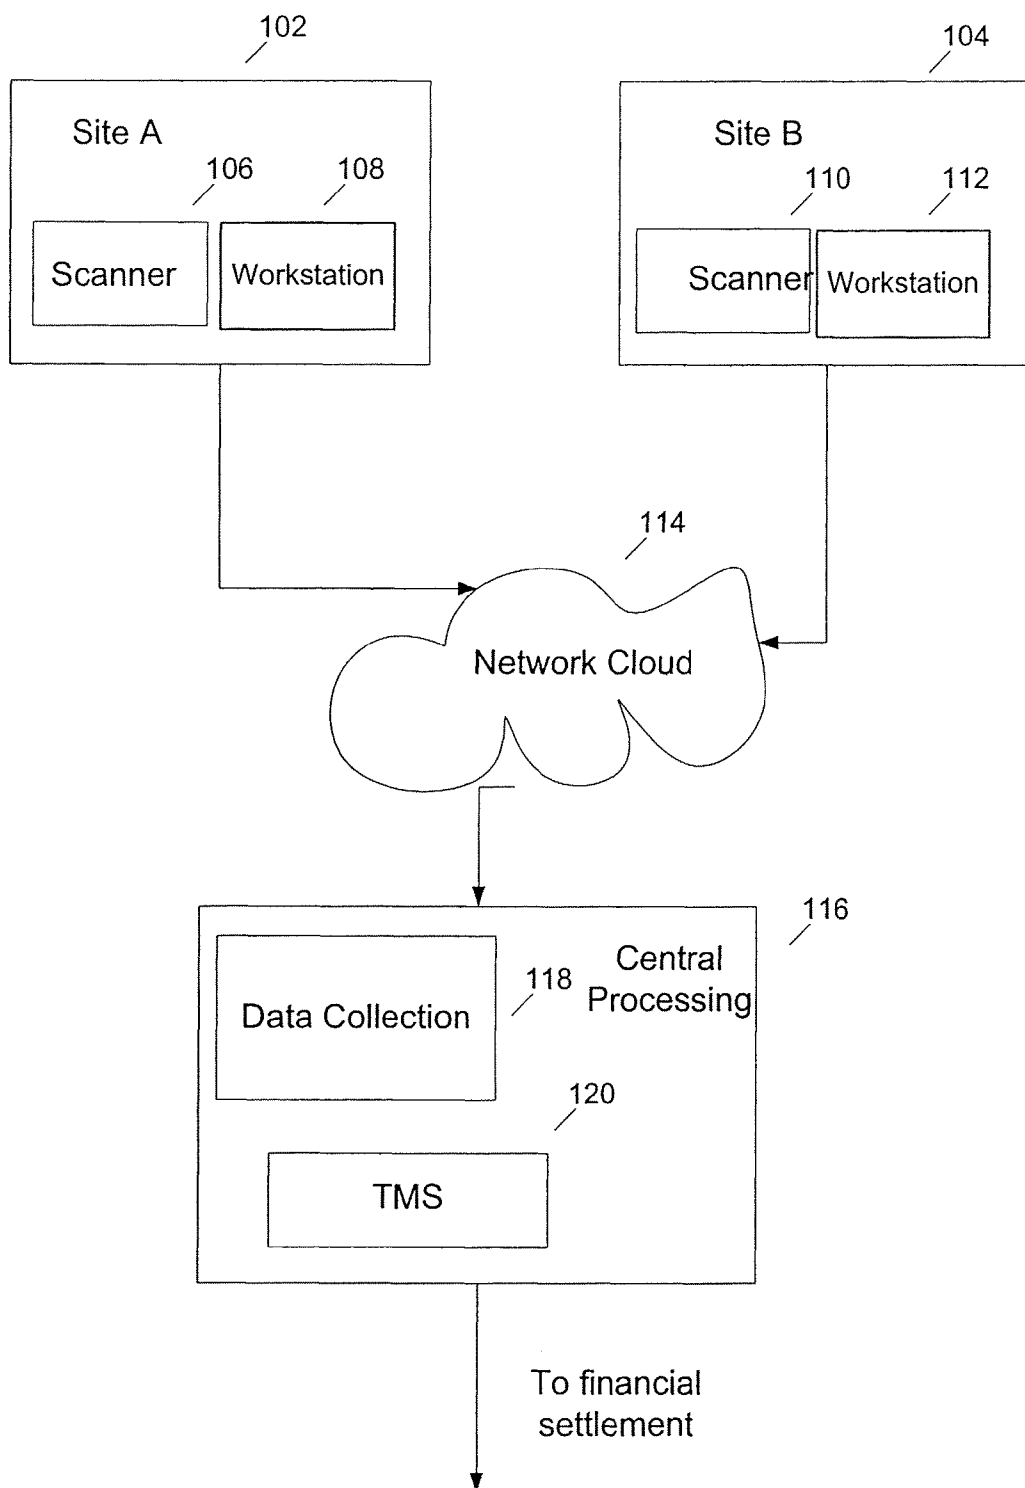 102
104
Site A
Site B
106
108
110
112
Scanner
Workstation
Scanner
Workstation
114
Network Cloud
116
Central
Processing
118
Data Collection
120
TMS
To financial
settlement